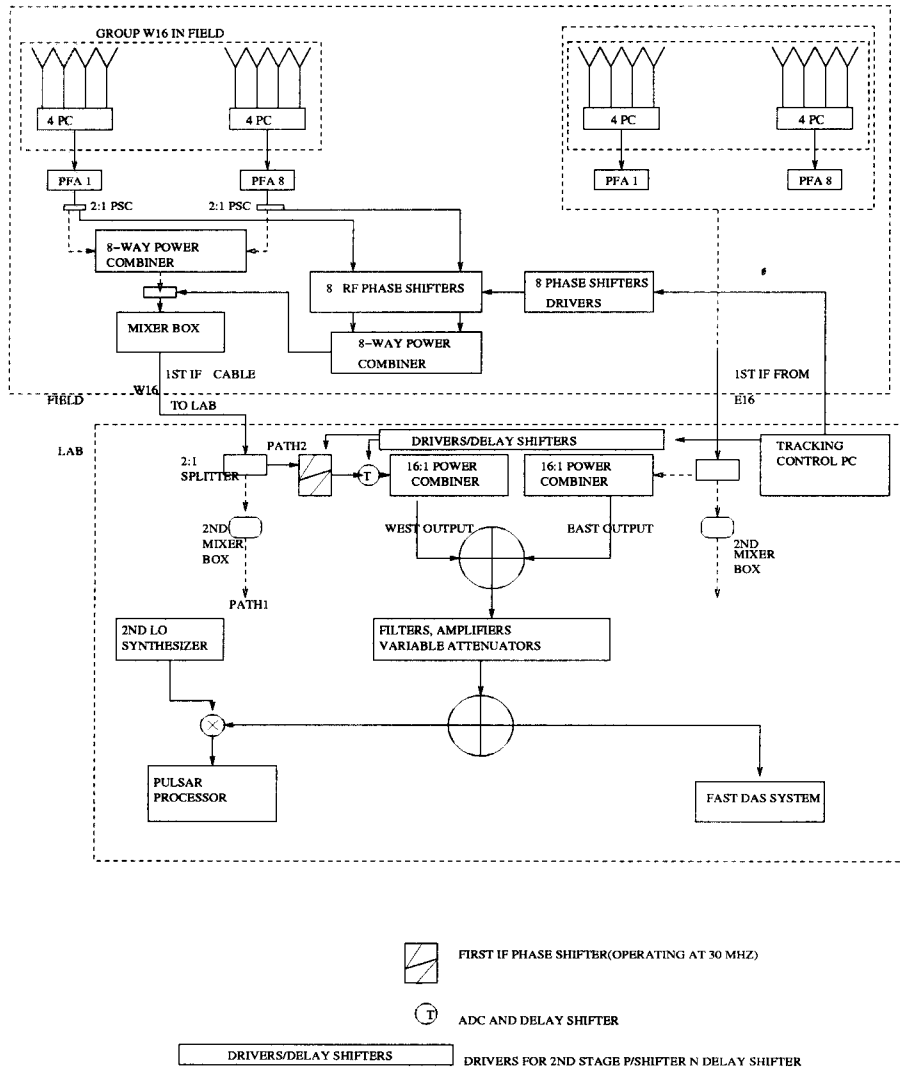 GROUP W16 IN FIELD
4 PC
4 PC
4 PC
4 PC
PFA 1
PFA 8
PFA 1
PFA 8
2:1 PSC
2:1 PSC
8-WAY POWER
COMBINER
8 RF PHASE SHIFTERS
8 PHASE SHIFTERS
DRIVERS
MIXER BOX
8-WAY POWER
COMBINER
1ST IF CABLE
W16
TO LAB
1ST IF FROM
E16
FIELD
LAB
PATH2
DRIVERS/DELAY SHIFTERS
TRACKING
CONTROL PC
2:1
SPLITTER
T
16:1 POWER
COMBINER
16:1 POWER
COMBINER
2ND
MIXER
BOX
WEST OUTPUT
EAST OUTPUT
2ND
MIXER
BOX
PATH1
2ND LO
SYNTHESIZER
FILTERS, AMPLIFIERS
VARIABLE ATTENUATORS
PULSAR
PROCESSOR
FAST DAS SYSTEM
FIRST IF PHASE SHIFTER(OPERATING AT 30 MHZ)
T
ADC AND DELAY SHIFTER
DRIVERS/DELAY SHIFTERS
DRIVERS FOR 2ND STAGE P/SHIFTER N DELAY SHIFTER